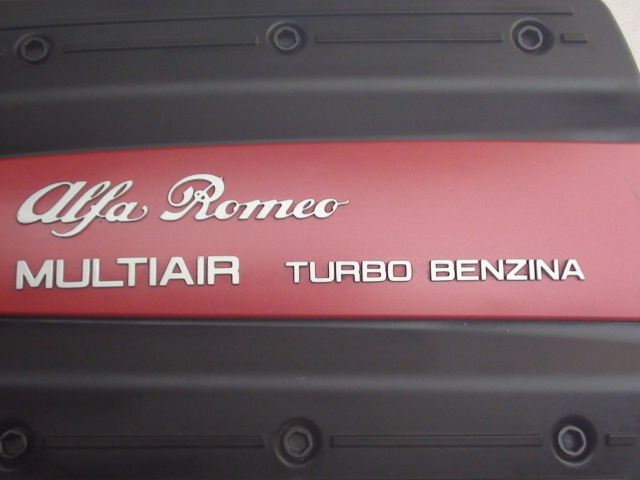 Alfa Romeo
MULTIAIR TURBO BENZINA